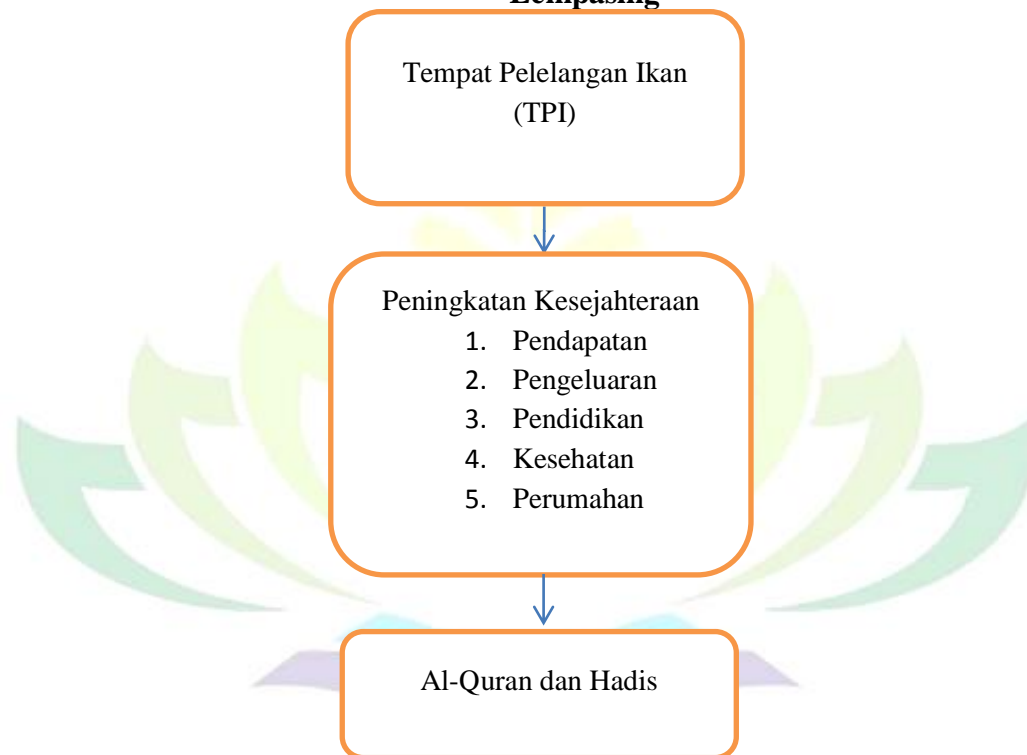 Lempasing
Tempat Pelelangan Ikan
(TPI)
Peningkatan Kesejahteraan
1. Pendapatan
2. Pengeluaran
3. Pendidikan
4. Kesehatan
5. Perumahan
Al-Quran dan Hadis